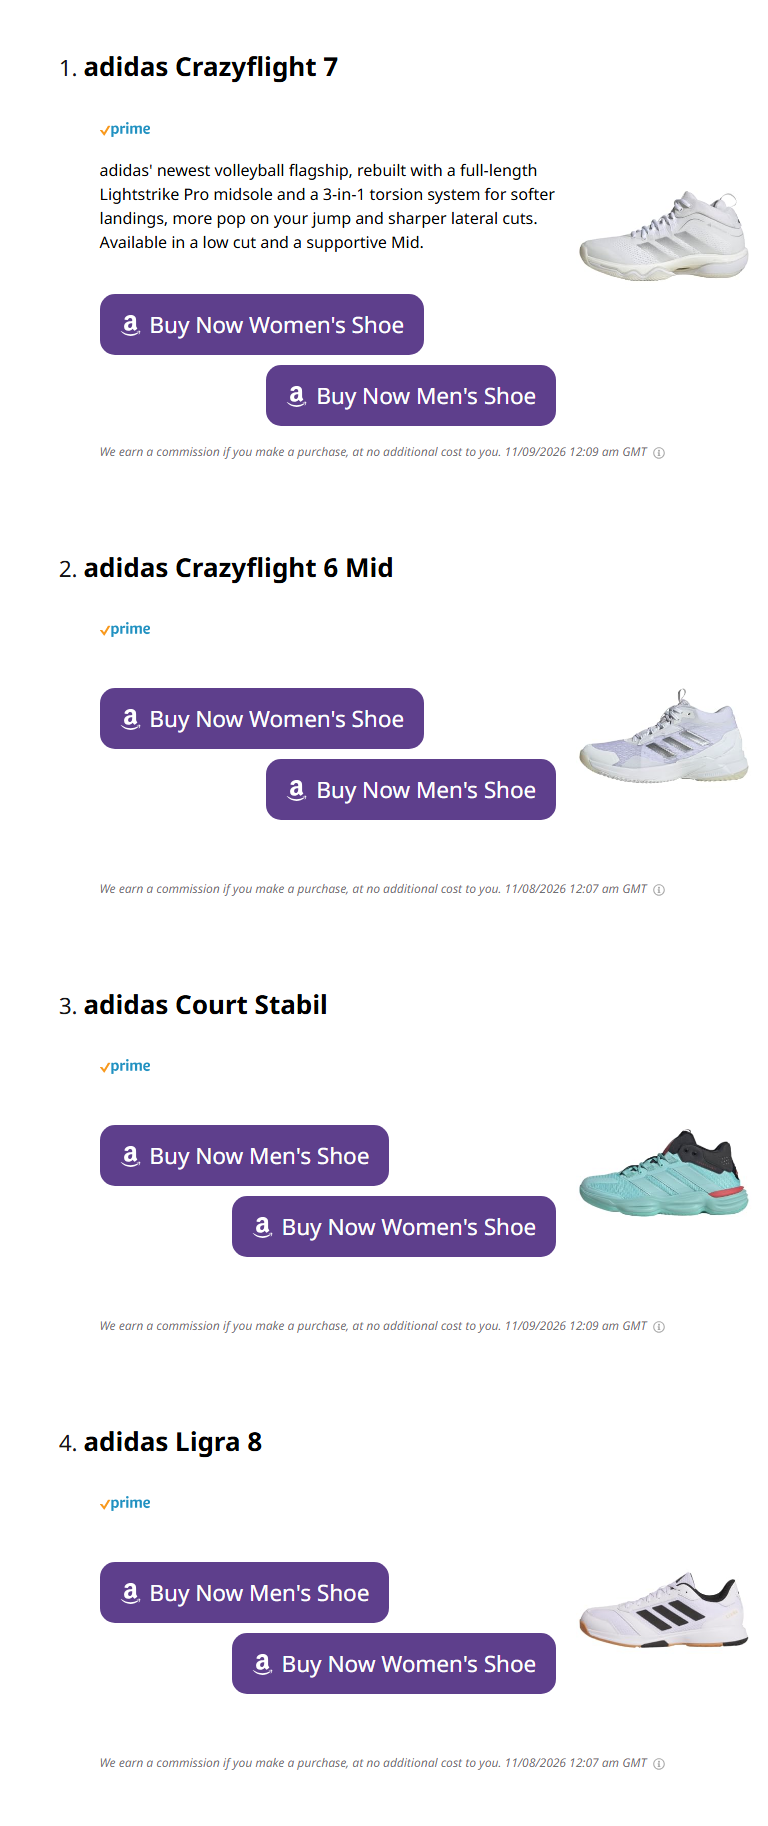 1. adidas Crazyflight 7
prime
adidas' newest volleyball flagship, rebuilt with a full-length
Lightstrike Pro midsole and a 3-in-1 torsion system for softer
landings, more pop on your jump and sharper lateral cuts.
Available in a low cut and a supportive Mid.
Buy Now Women's Shoe
Buy Now Men's Shoe
We earn a commission if you make a purchase, at no additional cost to you. 11/09/2026 12:09 am GMT
2. adidas Crazyflight 6 Mid
prime
Buy Now Women's Shoe
Buy Now Men's Shoe
We earn a commission if you make a purchase, at no additional cost to you. 11/08/2026 12:07 am GMT
3. adidas Court Stabil
prime
Buy Now Men's Shoe
Buy Now Women's Shoe
We earn a commission if you make a purchase, at no additional cost to you. 11/09/2026 12:09 am GMT
4. adidas Ligra 8
prime
Buy Now Men's Shoe
Buy Now Women's Shoe
We earn a commission if you make a purchase, at no additional cost to you. 11/08/2026 12:07 am GMT